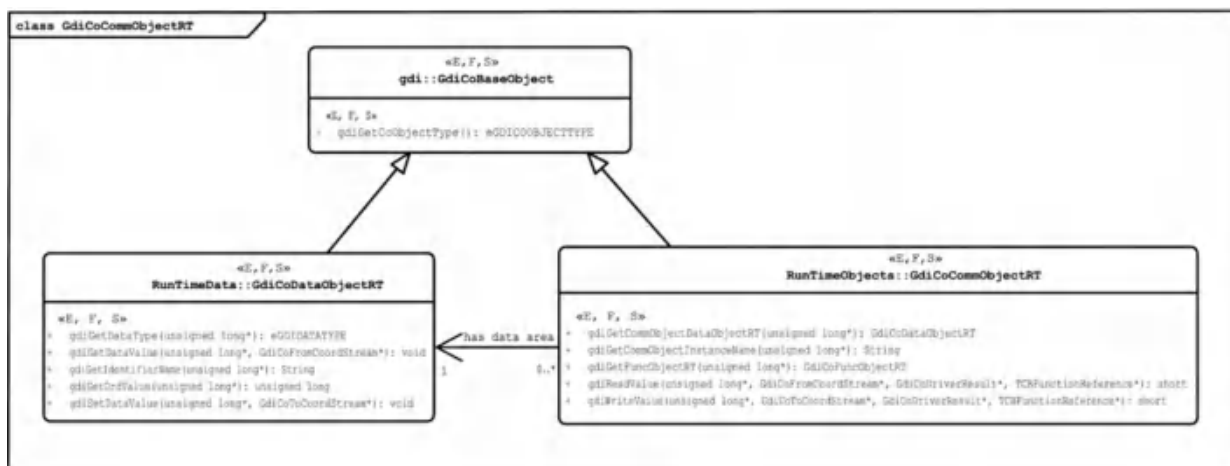 class GdiCoCommObjectRT
«E,F,S»
gdi::GdiCoBaseObject
«E, F, S»
+ gdiGetCoObjectType(): eGDICOOBJECTTYPE
«E,F,S»
RunTimeData::GdiCoDataObjectRT
«E, F, S»
+ gdiGetDataType(unsigned long*): eGDIDATATYPE
+ gdiGetDataValue(unsigned long*, GdiCoFromCoordStream*): void
+ gdiGetIdentifierName(unsigned long*): String
+ gdiGetOrdValue(unsigned long*): unsigned long
+ gdiSetDataValue(unsigned long*, GdiCoToCoordStream*): void
has data area
1
0..*
«E,F,S»
RunTimeObjects::GdiCoCommObjectRT
«E, F, S»
+ gdiGetCommObjectDataObjectRT(unsigned long*): GdiCoDataObjectRT
+ gdiGetCommObjectInstanceName(unsigned long*): String
+ gdiGetFuncObjectRT(unsigned long*): GdiCoFuncObjectRT
+ gdiReadValue(unsigned long*, GdiCoFromCoordStream*, GdiCoDriverResult*, TCBFunctionReference*): short
+ gdiWriteValue(unsigned long*, GdiCoToCoordStream*, GdiCoDriverResult*, TCBFunctionReference*): short